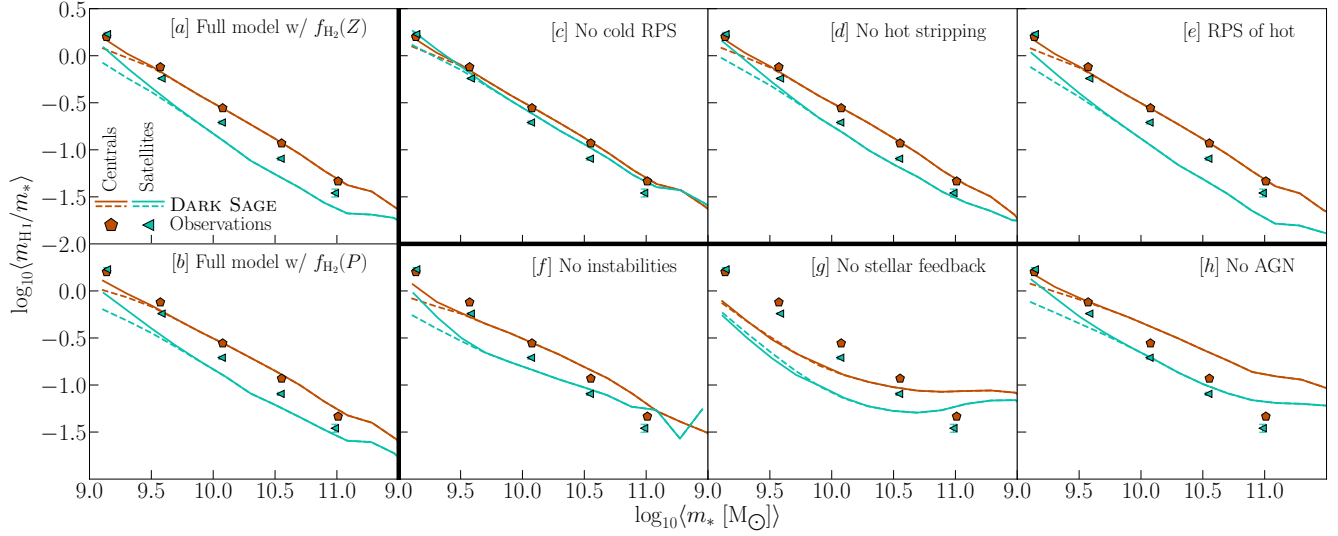 [a] Full model w/ f_H₂(Z)
[c] No cold RPS
[d] No hot stripping
[e] RPS of hot
0.5
0.0
−0.5
−1.0
−1.5
−2.0
Centrals
Satellites
DARK SAGE
Observations
[b] Full model w/ f_H₂(P)
[f] No instabilities
[g] No stellar feedback
[h] No AGN
0.0
−0.5
−1.0
−1.5
log₁₀⟨m_H I/m_*⟩
9.0 9.5 10.0 10.5 11.0 9.0 9.5 10.0 10.5 11.0 9.0 9.5 10.0 10.5 11.0 9.0 9.5 10.0 10.5 11.0
log₁₀⟨m_* [M_⊙]⟩